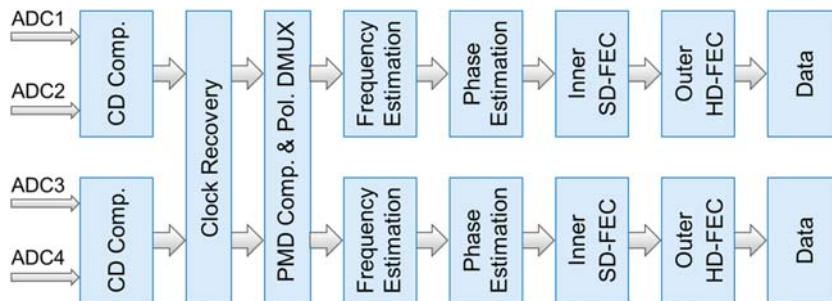 ADC1
ADC2
CD Comp.
Clock Recovery
PMD Comp. & Pol. DMUX
Frequency
Estimation
Phase
Estimation
Inner
SD-FEC
Outer
HD-FEC
Data
ADC3
ADC4
CD Comp.
Frequency
Estimation
Phase
Estimation
Inner
SD-FEC
Outer
HD-FEC
Data